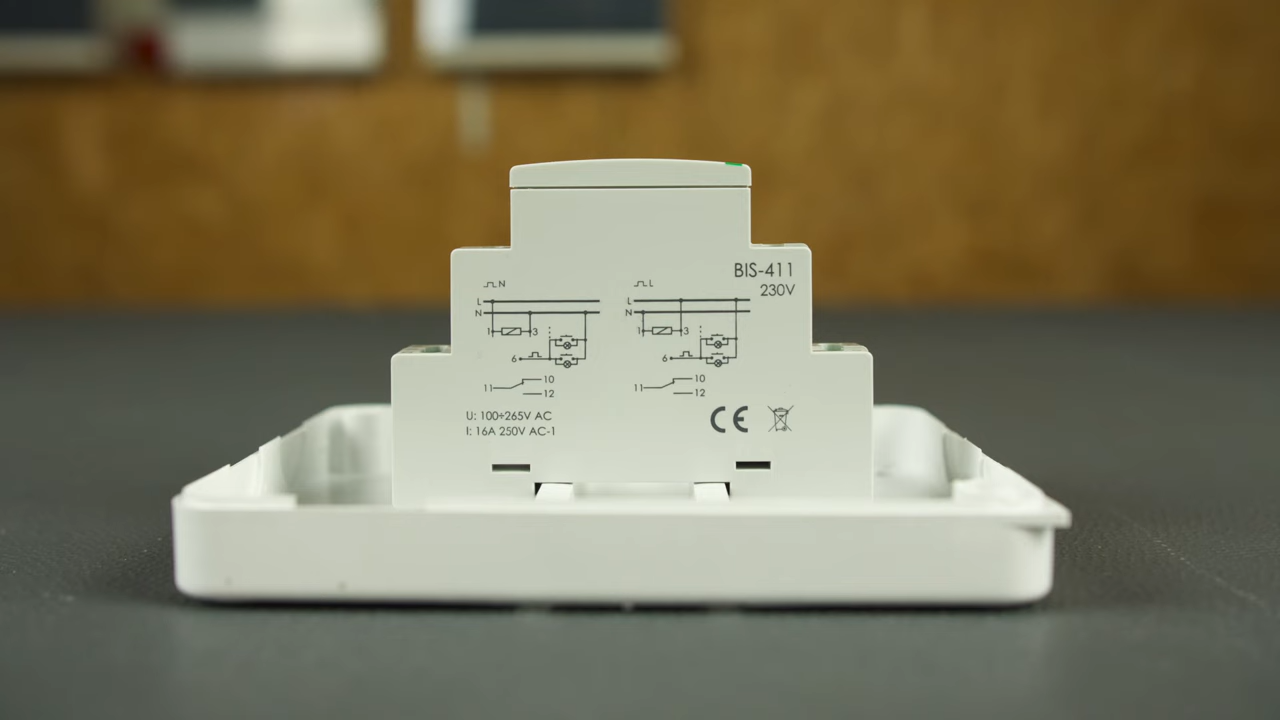 BIS-411
230V
N
L
N
1 3
6
11 10
12
L
L
N
1 3
6
11 10
12
U: 100÷265V AC
I: 16A 250V AC-1
CE